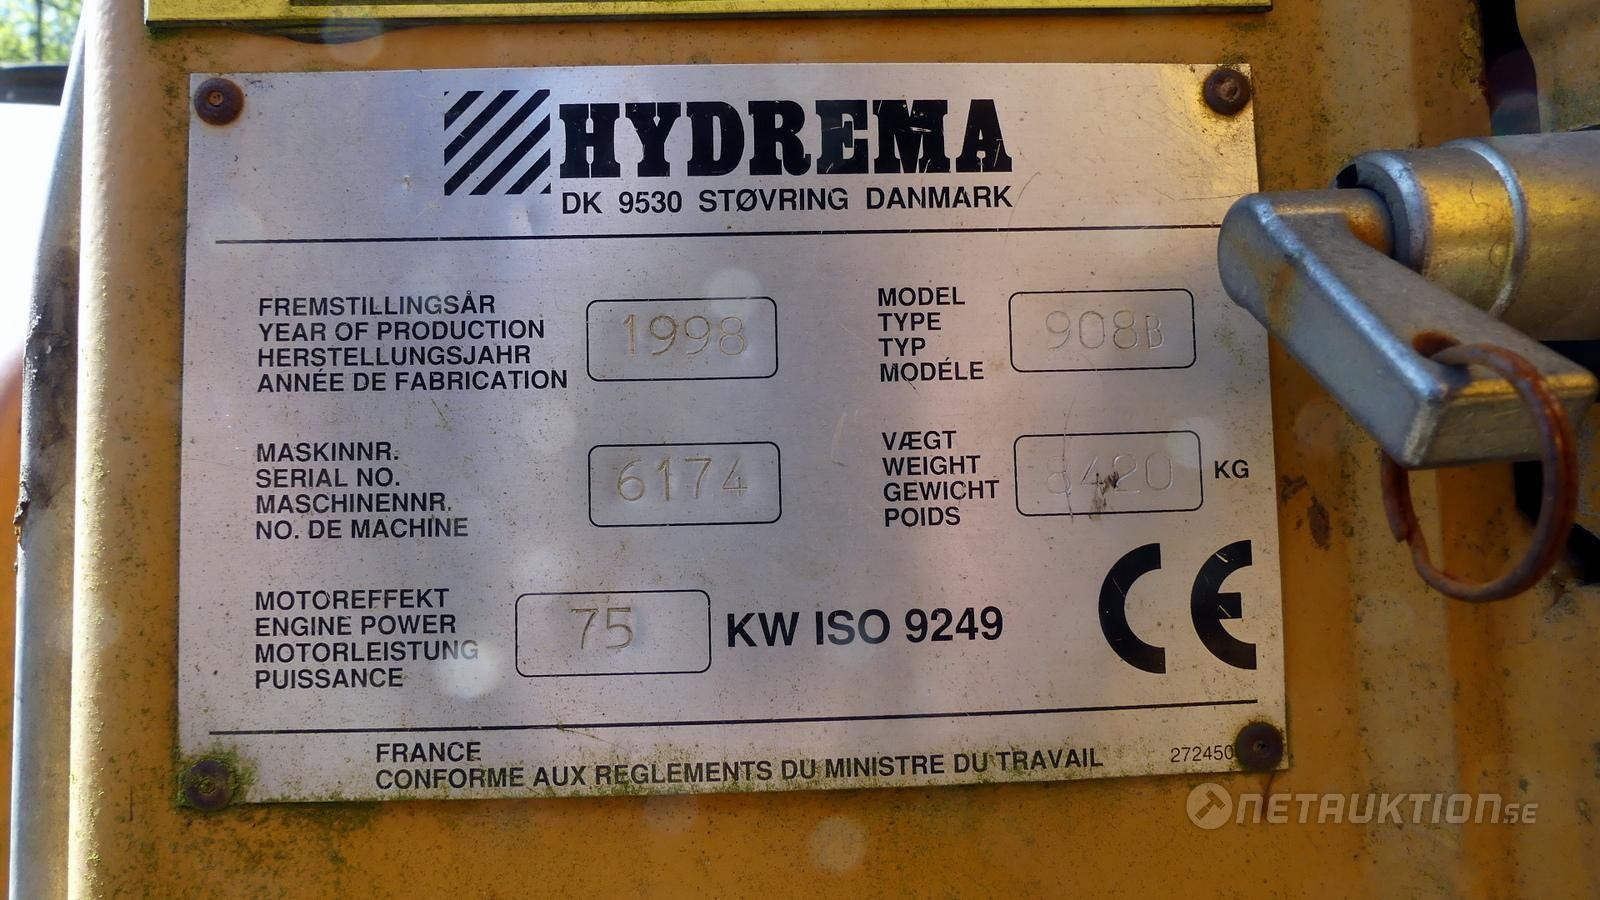 HYDREMA
DK 9530 STØVRING DANMARK
FREMSTILLINGSÅR
YEAR OF PRODUCTION
HERSTELLUNGSJAHR
ANNÉE DE FABRICATION
1998
MODEL
TYPE
TYP
MODÉLE
908B
MASKINNR.
SERIAL NO.
MASCHINENNR.
NO. DE MACHINE
6174
VÆGT
WEIGHT
GEWICHT
POIDS
8420
KG
MOTOREFFEKT
ENGINE POWER
MOTORLEISTUNG
PUISSANCE
75
KW ISO 9249
CE
FRANCE
CONFORME AUX REGLEMENTS DU MINISTRE DU TRAVAIL
NETAUKTION.SE